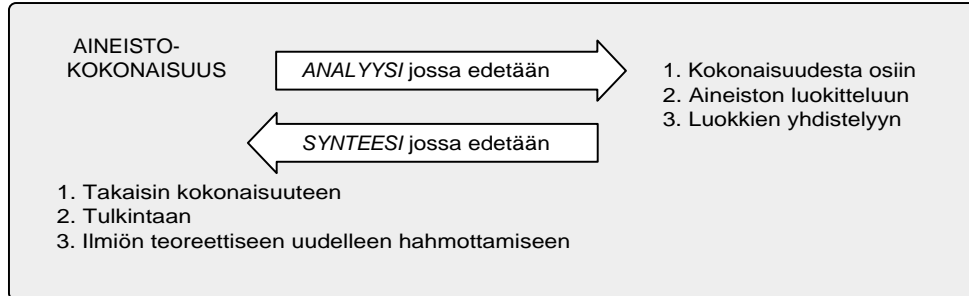 AINEISTO-
KOKONAISUUS
ANALYYSI jossa edetään
1. Kokonaisuudesta osiin
2. Aineiston luokitteluun
3. Luokkien yhdistelyyn
SYNTEESI jossa edetään
1. Takaisin kokonaisuuteen
2. Tulkintaan
3. Ilmiön teoreettiseen uudelleen hahmottamiseen